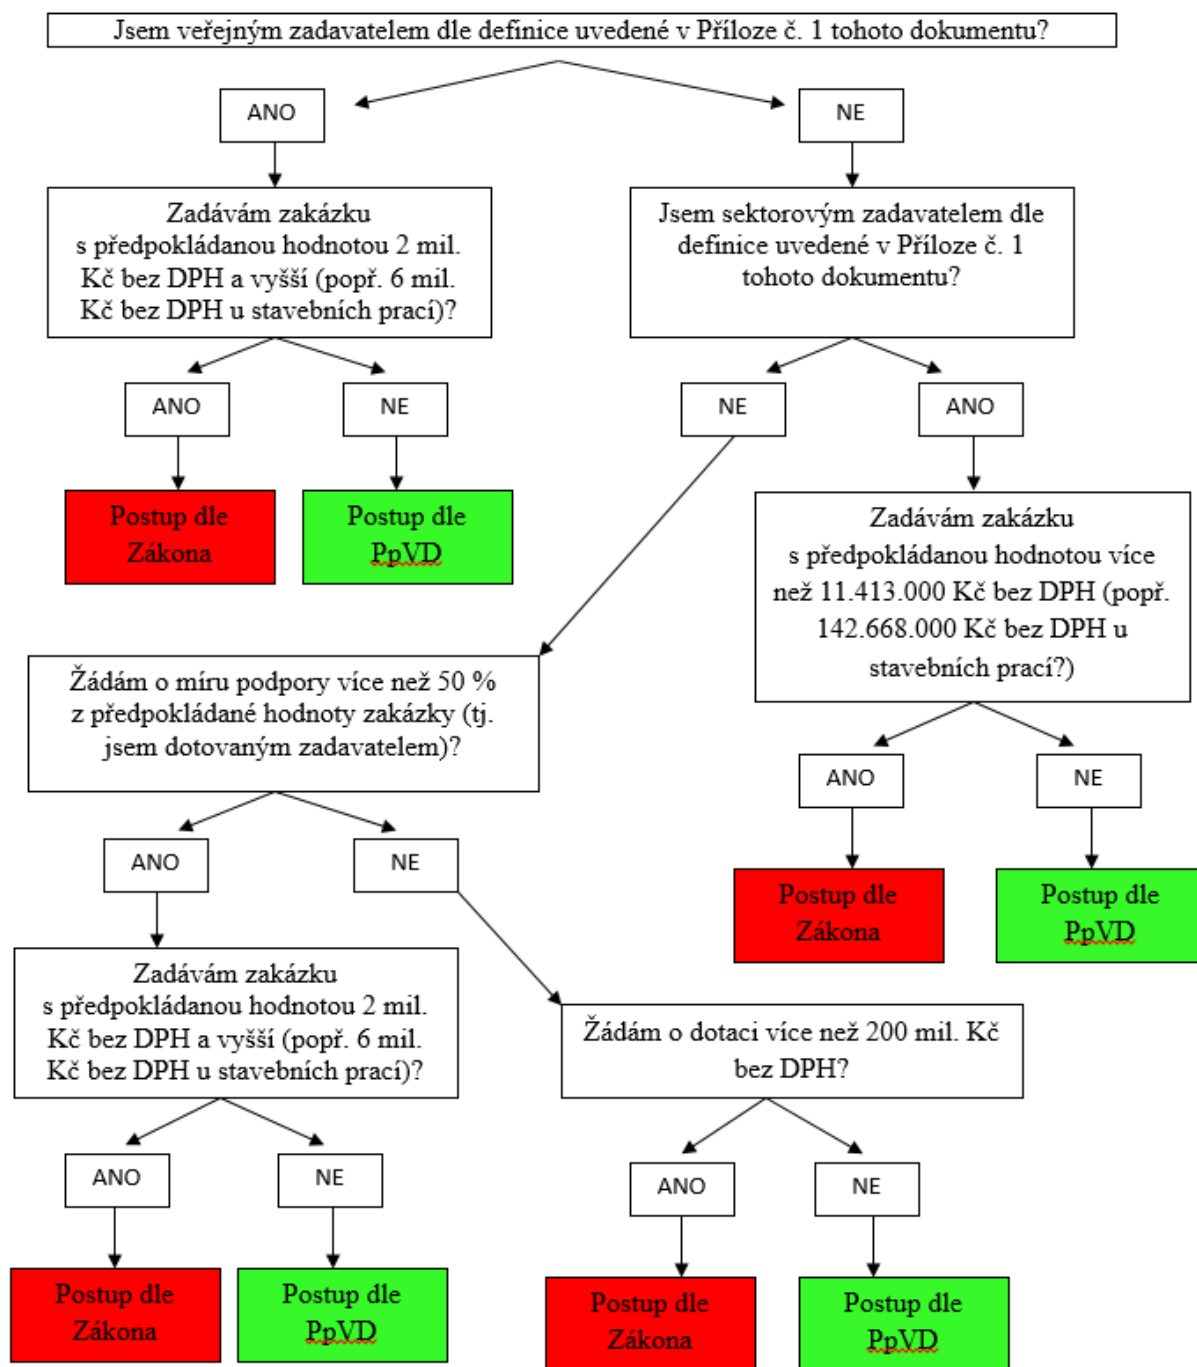 Jsem veřejným zadavatelem dle definice uvedené v Příloze č. 1 tohoto dokumentu?
ANO
NE
Zadávám zakázku
s předpokládanou hodnotou 2 mil.
Kč bez DPH a vyšší (popř. 6 mil.
Kč bez DPH u stavebních prací)?
Jsem sektorovým zadavatelem dle
definice uvedené v Příloze č. 1
tohoto dokumentu?
ANO
NE
NE
ANO
Postup dle
Zákona
Postup dle
PpVD
Zadávám zakázku
s předpokládanou hodnotou více
než 11.413.000 Kč bez DPH (popř.
142.668.000 Kč bez DPH u
stavebních prací?)
Žádám o míru podpory více než 50 %
z předpokládané hodnoty zakázky (tj.
jsem dotovaným zadavatelem)?
ANO
NE
ANO
NE
Postup dle
Zákona
Postup dle
PpVD
Zadávám zakázku
s předpokládanou hodnotou 2 mil.
Kč bez DPH a vyšší (popř. 6 mil.
Kč bez DPH u stavebních prací)?
Žádám o dotaci více než 200 mil. Kč
bez DPH?
ANO
NE
ANO
NE
Postup dle
Zákona
Postup dle
PpVD
Postup dle
Zákona
Postup dle
PpVD